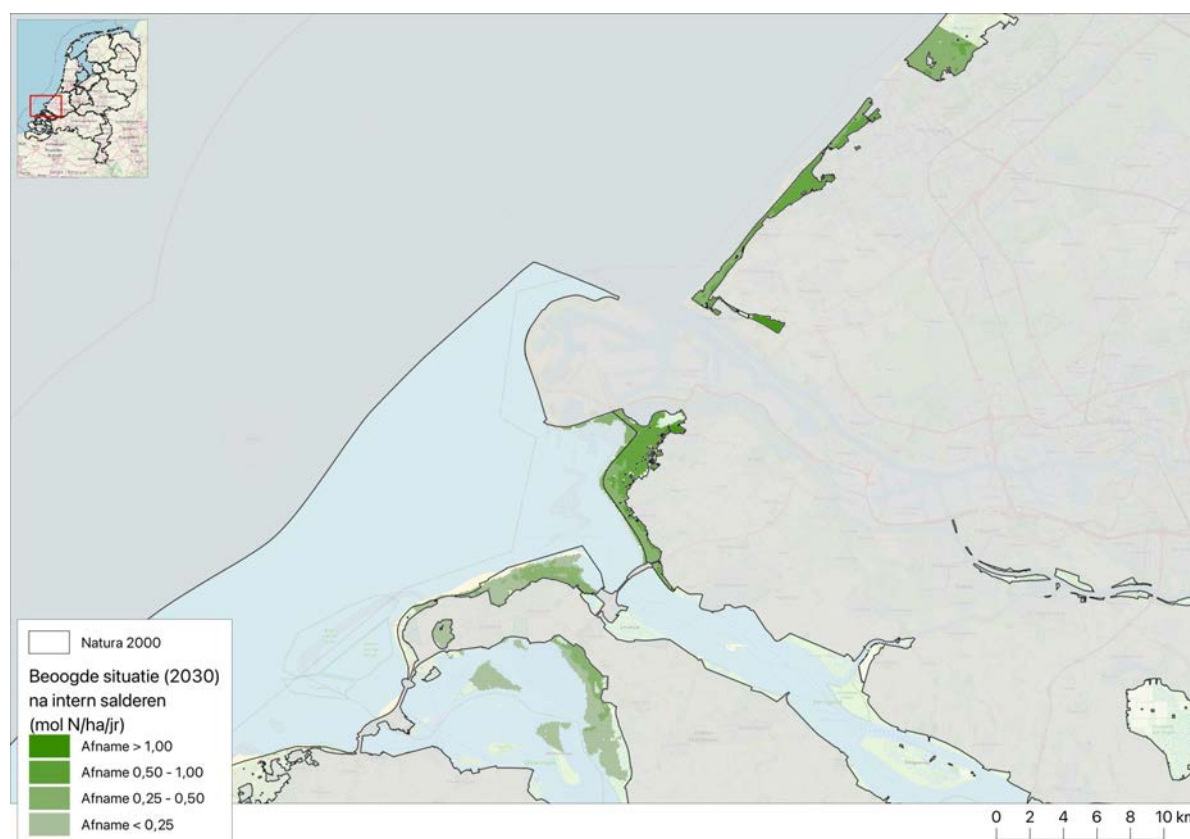 Natura 2000
Beoogde situatie (2030)
na intern salderen
(mol N/ha/jr)
Afname > 1,00
Afname 0,50 - 1,00
Afname 0,25 - 0,50
Afname < 0,25
0 2 4 6 8 10 km